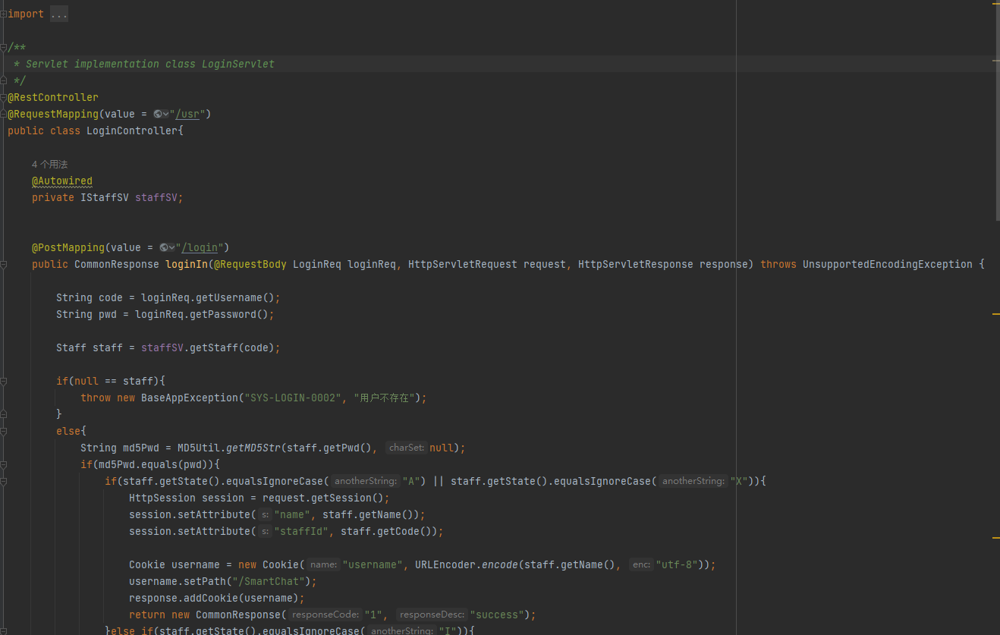 import ...
/**
 * Servlet implementation class LoginServlet
 */
@RestController
@RequestMapping(value = "/usr")
public class LoginController{
4 个用法
@Autowired
private IStaffSV staffSV;
@PostMapping(value = "/login")
public CommonResponse loginIn(@RequestBody LoginReq loginReq, HttpServletRequest request, HttpServletResponse response) throws UnsupportedEncodingException {
String code = loginReq.getUsername();
String pwd = loginReq.getPassword();
Staff staff = staffSV.getStaff(code);
if(null == staff){
throw new BaseAppException("SYS-LOGIN-0002", "用户不存在");
}
else{
String md5Pwd = MD5Util.getMD5Str(staff.getPwd(), charSet: null);
if(md5Pwd.equals(pwd)){
if(staff.getState().equalsIgnoreCase( anotherString: "A") || staff.getState().equalsIgnoreCase( anotherString: "X")){
HttpSession session = request.getSession();
session.setAttribute( s: "name", staff.getName());
session.setAttribute( s: "staffId", staff.getCode());
Cookie username = new Cookie( name: "username", URLEncoder.encode(staff.getName(), enc: "utf-8"));
username.setPath("/SmartChat");
response.addCookie(username);
return new CommonResponse( responseCode: "1", responseDesc: "success");
}else if(staff.getState().equalsIgnoreCase( anotherString: "I")){